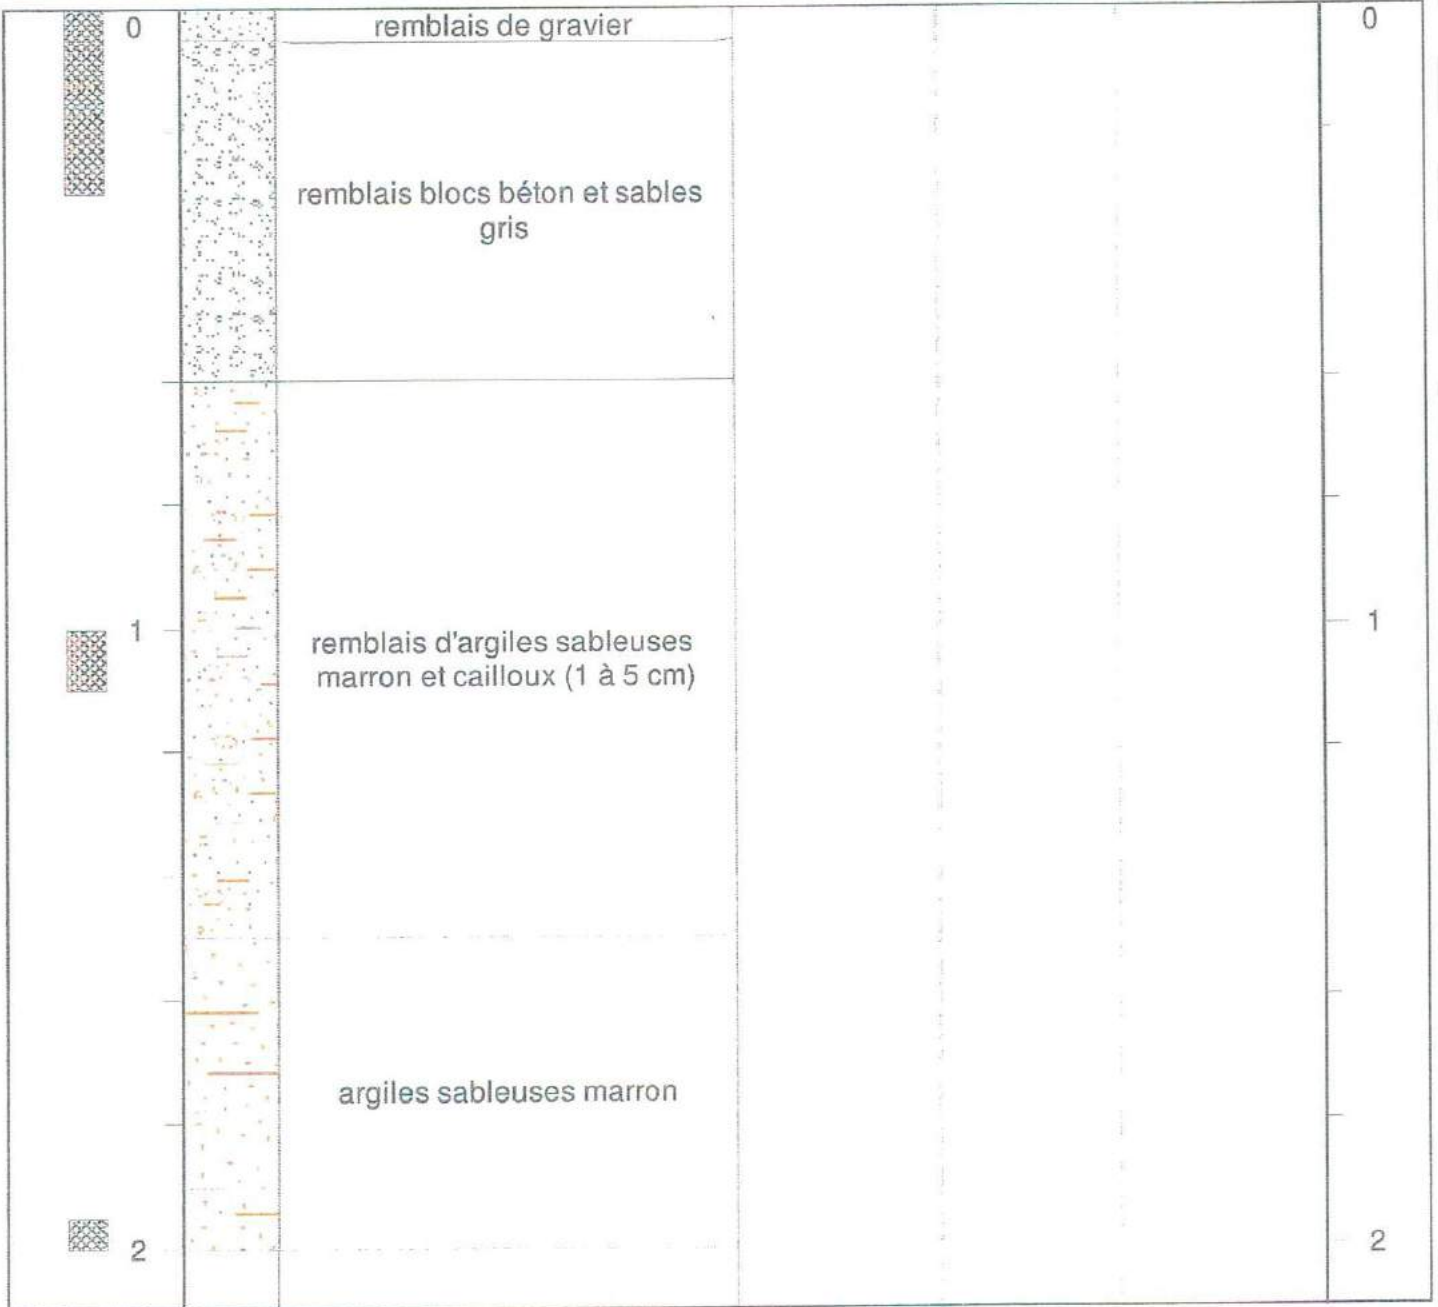 0
remblais de gravier
0
remblais blocs béton et sables
gris
1
remblais d'argiles sableuses
marron et cailloux (1 à 5 cm)
1
argiles sableuses marron
2
2